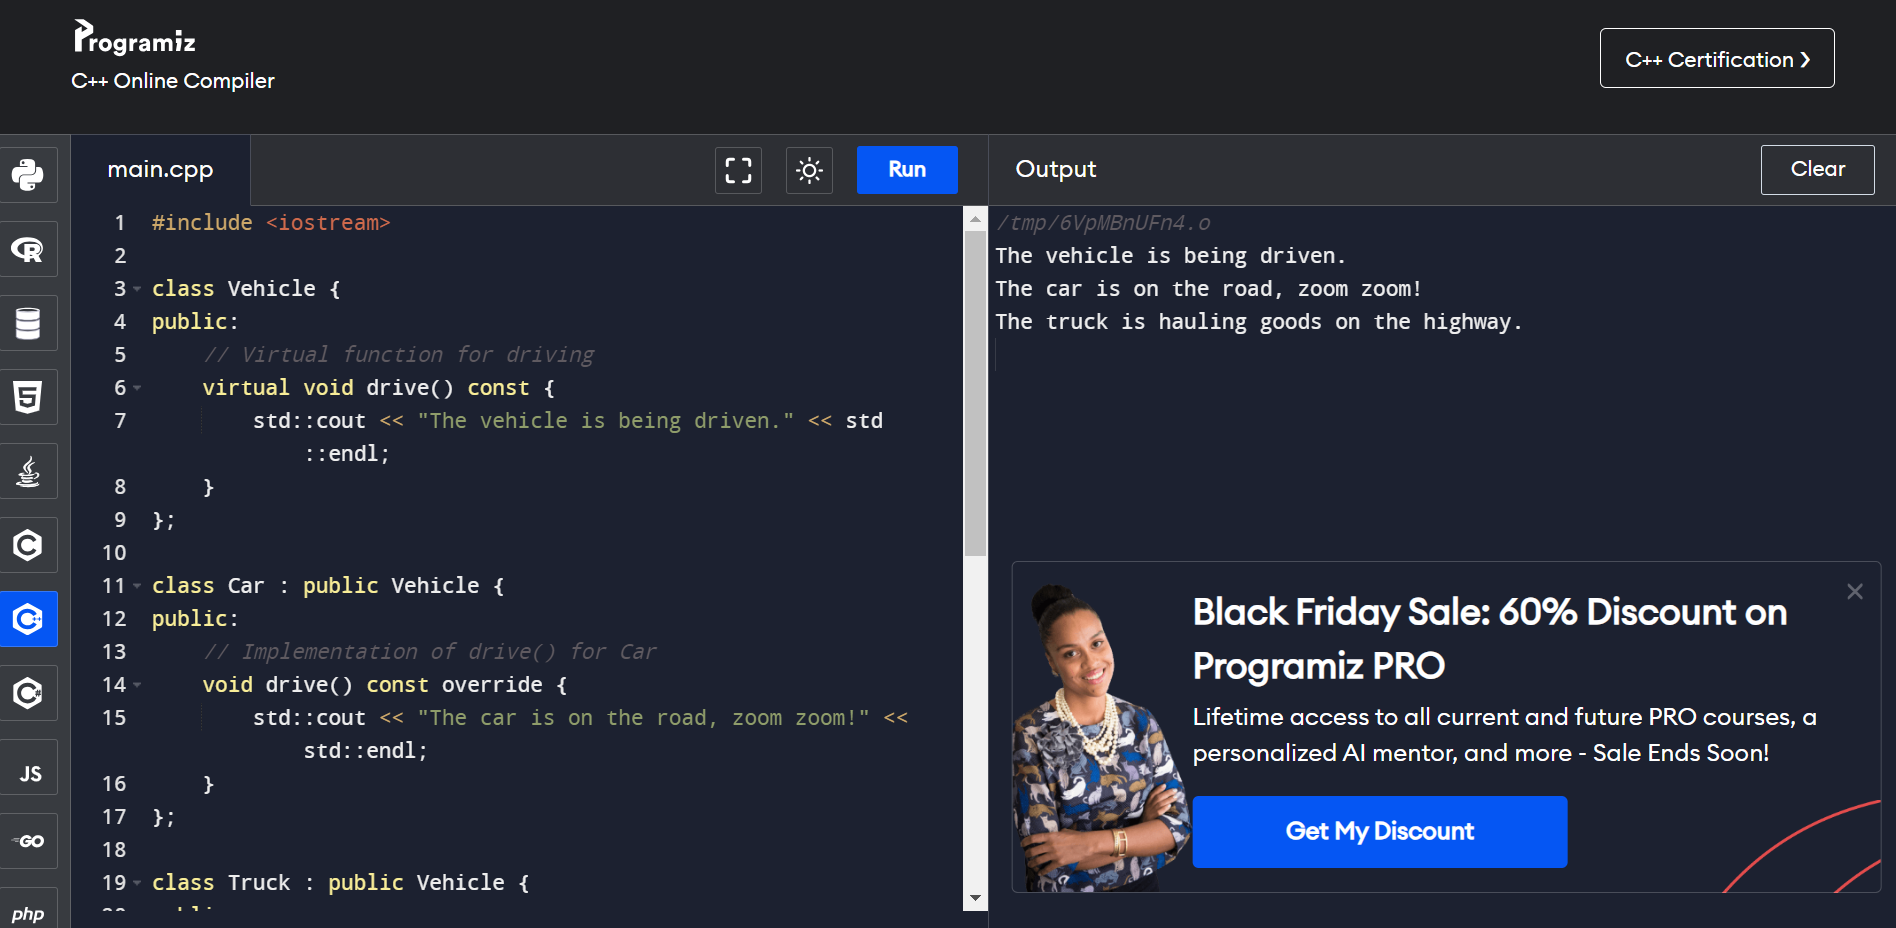 Programiz
C++ Online Compiler
C++ Certification ❯
main.cpp
Run
Output
Clear
1 #include <iostream>
2
3 class Vehicle {
4 public:
5     // Virtual function for driving
6     virtual void drive() const {
7         std::cout << "The vehicle is being driven." << std
            ::endl;
8     }
9 };
10
11 class Car : public Vehicle {
12 public:
13     // Implementation of drive() for Car
14     void drive() const override {
15         std::cout << "The car is on the road, zoom zoom!" <<
            std::endl;
16     }
17 };
18
19 class Truck : public Vehicle {
/tmp/6VpMBnUFn4.o
The vehicle is being driven.
The car is on the road, zoom zoom!
The truck is hauling goods on the highway.
Black Friday Sale: 60% Discount on
Programiz PRO
Lifetime access to all current and future PRO courses, a
personalized AI mentor, and more - Sale Ends Soon!
Get My Discount
R
5
C
C++
C#
JS
GO
php